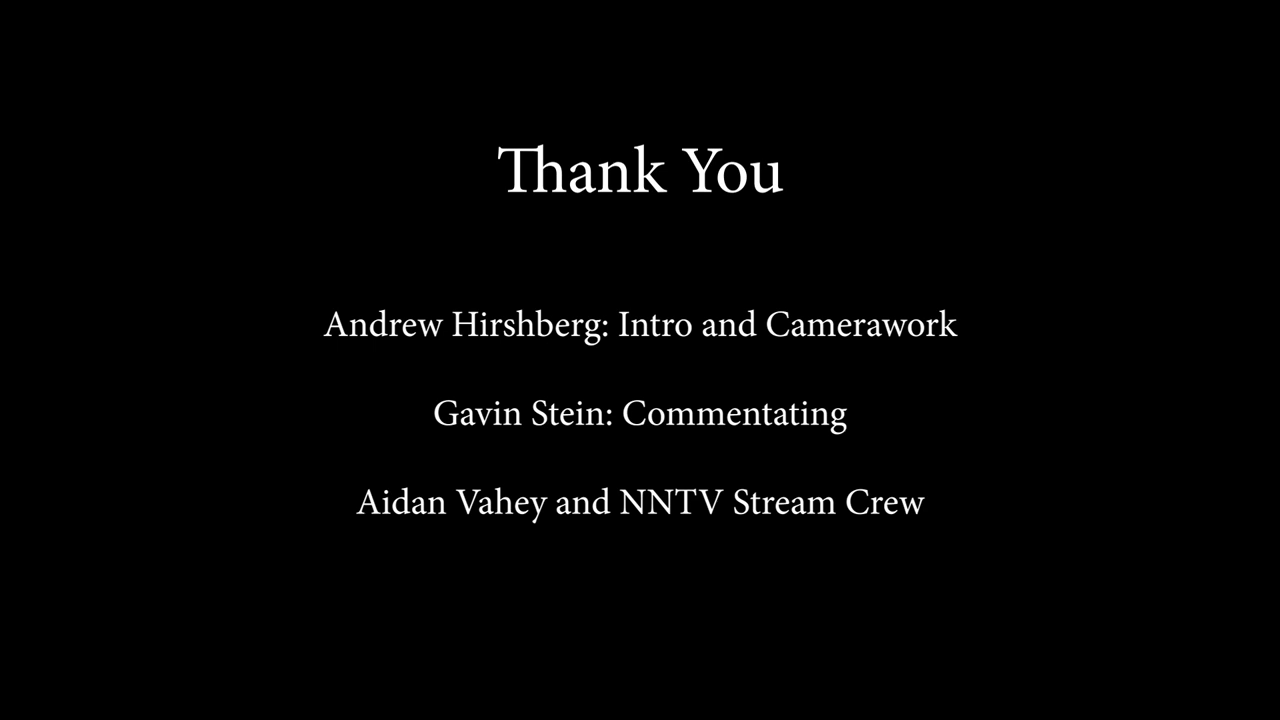 Thank You
Andrew Hirshberg: Intro and Camerawork
Gavin Stein: Commentating
Aidan Vahey and NNTV Stream Crew